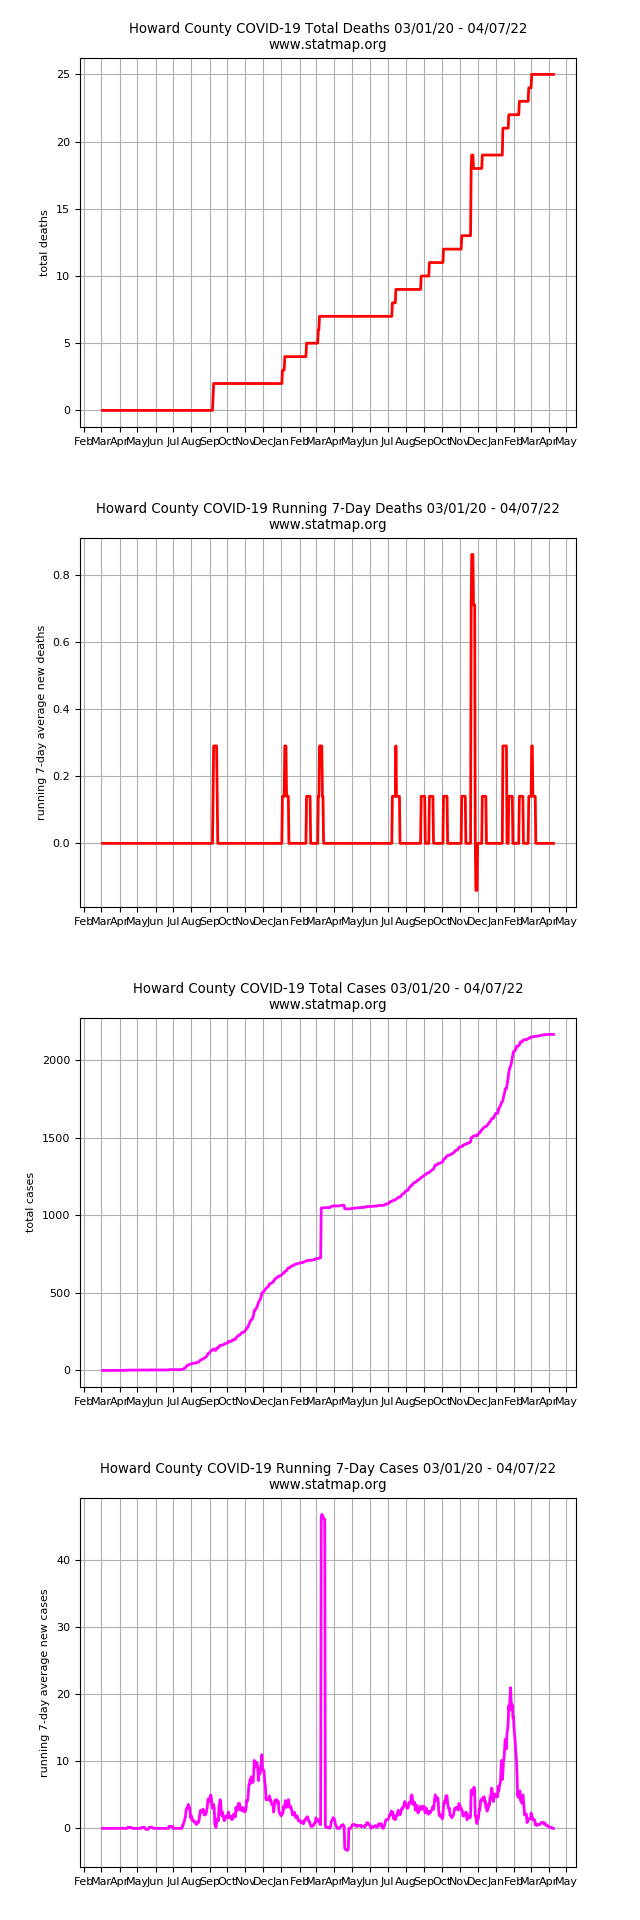 Howard County COVID-19 Total Deaths 03/01/20 - 04/07/22
www.statmap.org
25
20
15
10
5
0
total deaths
Feb Mar Apr May Jun Jul Aug Sep Oct Nov Dec Jan Feb Mar Apr May Jun Jul Aug Sep Oct Nov Dec Jan Feb Mar Apr May
Howard County COVID-19 Running 7-Day Deaths 03/01/20 - 04/07/22
www.statmap.org
0.8
0.6
0.4
0.2
0.0
running 7-day average new deaths
Feb Mar Apr May Jun Jul Aug Sep Oct Nov Dec Jan Feb Mar Apr May Jun Jul Aug Sep Oct Nov Dec Jan Feb Mar Apr May
Howard County COVID-19 Total Cases 03/01/20 - 04/07/22
www.statmap.org
2000
1500
1000
500
0
total cases
Feb Mar Apr May Jun Jul Aug Sep Oct Nov Dec Jan Feb Mar Apr May Jun Jul Aug Sep Oct Nov Dec Jan Feb Mar Apr May
Howard County COVID-19 Running 7-Day Cases 03/01/20 - 04/07/22
www.statmap.org
40
30
20
10
0
running 7-day average new cases
Feb Mar Apr May Jun Jul Aug Sep Oct Nov Dec Jan Feb Mar Apr May Jun Jul Aug Sep Oct Nov Dec Jan Feb Mar Apr May